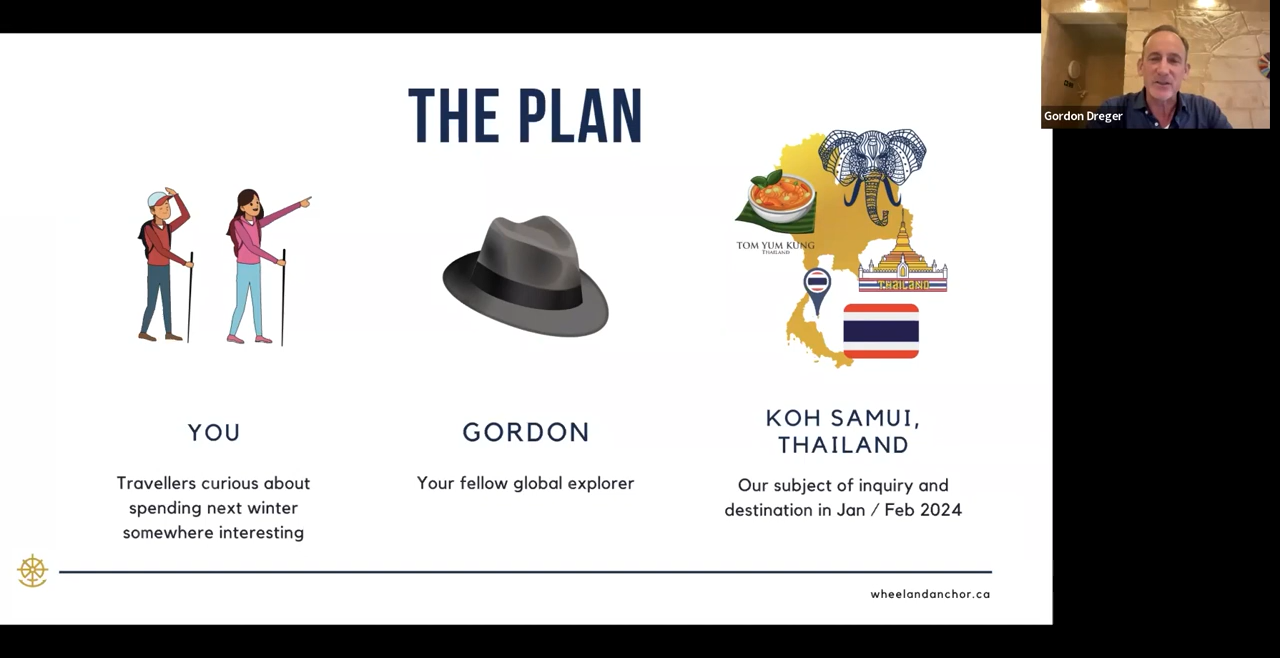 THE PLAN
Gordon Dreger
TOM YUM KUNG
THAILAND
THAILAND
YOU
Travellers curious about
spending next winter
somewhere interesting
GORDON
Your fellow global explorer
KOH SAMUI,
THAILAND
Our subject of inquiry and
destination in Jan / Feb 2024
wheelandanchor.ca